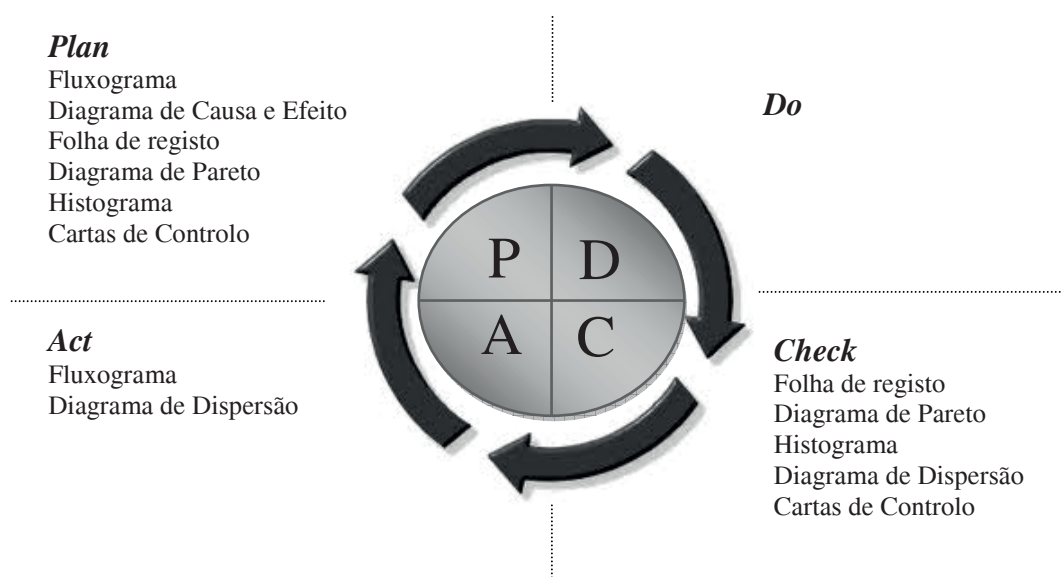 Plan
Fluxograma
Diagrama de Causa e Efeito
Folha de registo
Diagrama de Pareto
Histograma
Cartas de Controlo
Do
P
D
A
C
Act
Fluxograma
Diagrama de Dispersão
Check
Folha de registo
Diagrama de Pareto
Histograma
Diagrama de Dispersão
Cartas de Controlo